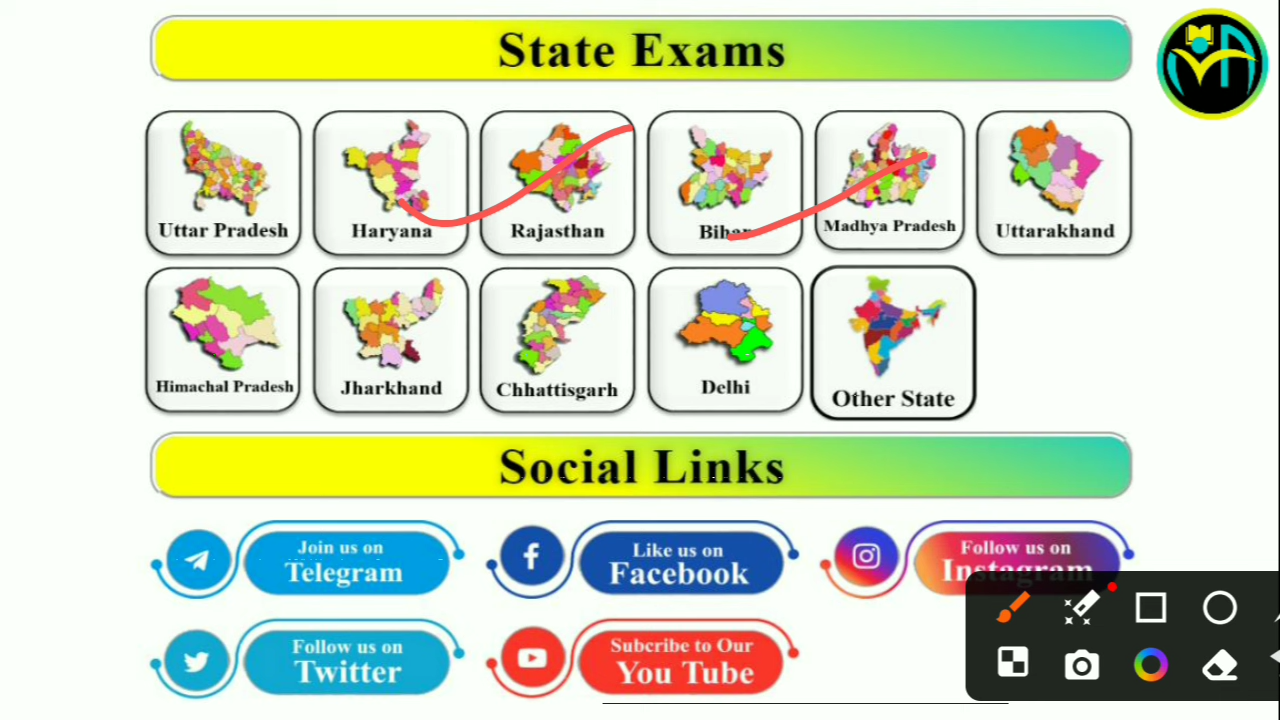 State Exams
Uttar Pradesh
Haryana
Rajasthan
Bihar
Madhya Pradesh
Uttarakhand
Himachal Pradesh
Jharkhand
Chhattisgarh
Delhi
Other State
Social Links
Join us on
Telegram
Like us on
Facebook
Follow us on
Instagram
Follow us on
Twitter
Subcribe to Our
You Tube